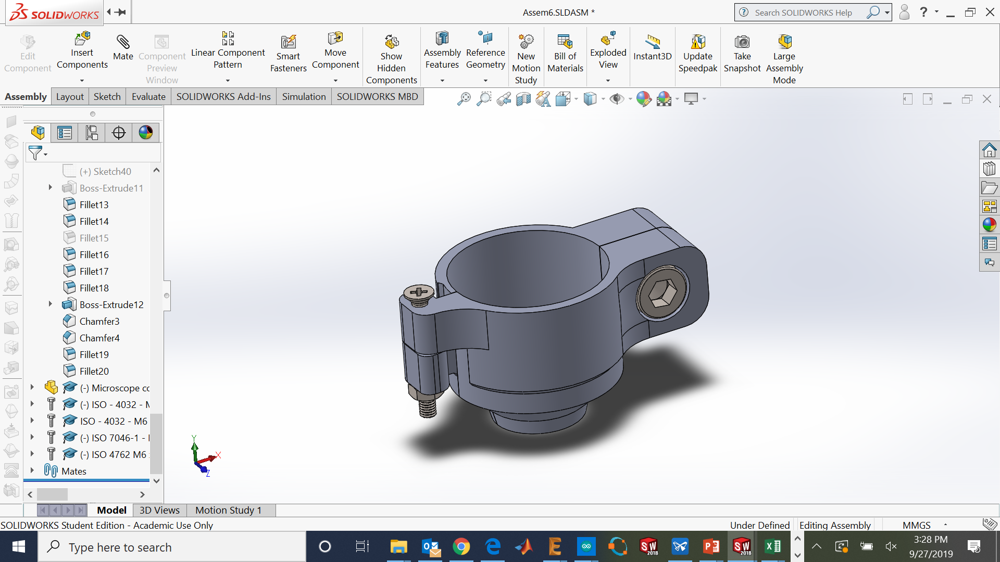 SOLIDWORKS
Assem6.SLDASM *
Search SOLIDWORKS Help
?
Edit
Component
Insert
Components
Mate
Component
Preview
Window
Linear Component
Pattern
Smart
Fasteners
Move
Component
Show
Hidden
Components
Assembly
Features
Reference
Geometry
New
Motion
Study
Bill of
Materials
Exploded
View
Instant3D
Update
Speedpak
Take
Snapshot
Large
Assembly
Mode
Assembly Layout Sketch Evaluate SOLIDWORKS Add-Ins Simulation SOLIDWORKS MBD
(+) Sketch40
Boss-Extrude11
Fillet13
Fillet14
Fillet15
Fillet16
Fillet17
Fillet18
Boss-Extrude12
Chamfer3
Chamfer4
Fillet19
Fillet20
(-) Microscope co
(-) ISO - 4032 - M
ISO - 4032 - M6
(-) ISO 7046-1 -
(-) ISO 4762 M6
Mates
Y
X
Z
Model 3D Views Motion Study 1
SOLIDWORKS Student Edition - Academic Use Only
Under Defined Editing Assembly MMGS
Type here to search
SW 2018
SW 2018
3:28 PM
9/27/2019